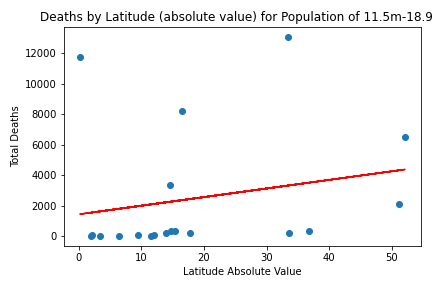 Deaths by Latitude (absolute value) for Population of 11.5m-18.9
12000
10000
8000
6000
4000
2000
0
Total Deaths
0 10 20 30 40 50
Latitude Absolute Value